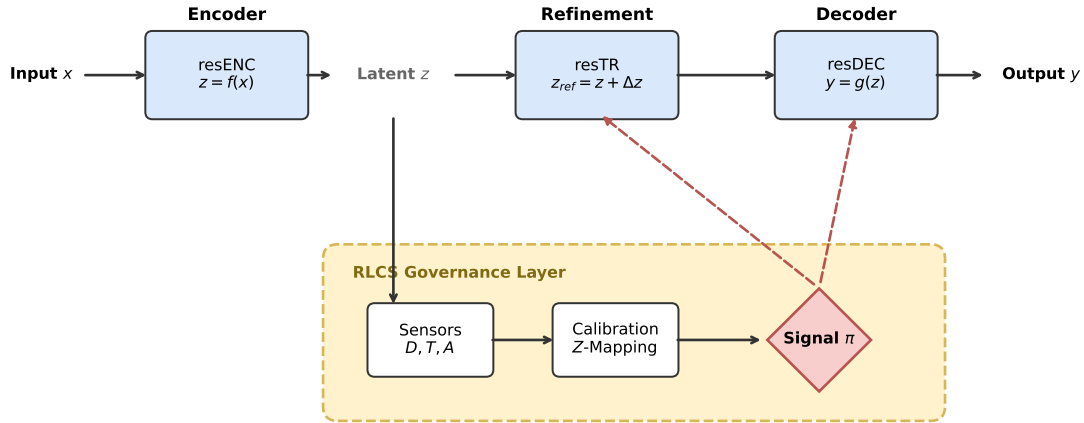 Encoder
Refinement
Decoder
Input x
resENC
z = f(x)
Latent z
resTR
z_ref = z + Δz
resDEC
y = g(z)
Output y
RLCS Governance Layer
Sensors
D, T, A
Calibration
Z-Mapping
Signal π